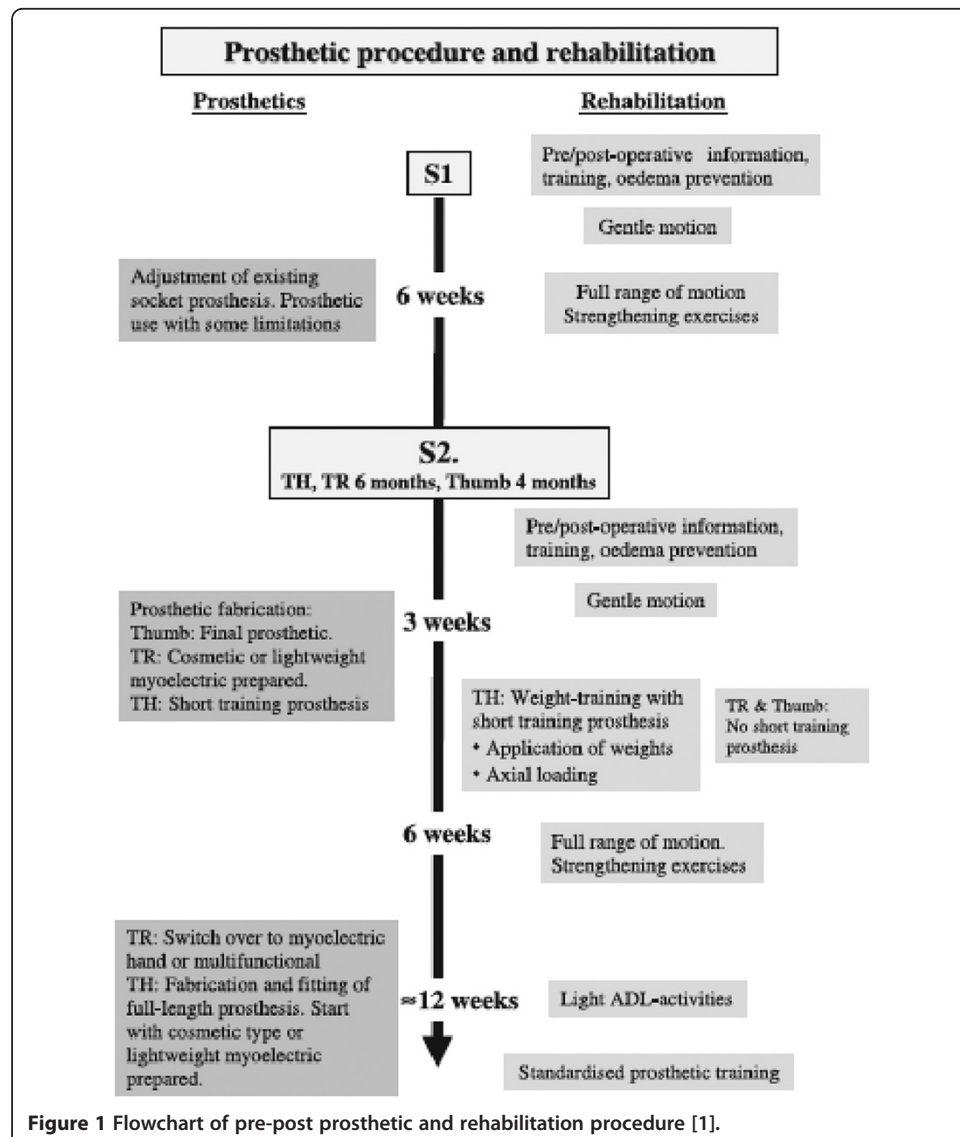 Prosthetic procedure and rehabilitation
Prosthetics
Rehabilitation
S1
Pre/post-operative information,
training, oedema prevention
Gentle motion
Adjustment of existing
socket prosthesis. Prosthetic
use with some limitations
6 weeks
Full range of motion
Strengthening exercises
S2.
TH, TR 6 months, Thumb 4 months
Pre/post-operative information,
training, oedema prevention
Gentle motion
Prosthetic fabrication:
Thumb: Final prosthetic.
TR: Cosmetic or lightweight
myoelectric prepared.
TH: Short training prosthesis
3 weeks
TH: Weight-training with
short training prosthesis
• Application of weights
• Axial loading
TR & Thumb:
No short training
prosthesis
6 weeks
Full range of motion.
Strengthening exercises
TR: Switch over to myoelectric
hand or multifunctional
TH: Fabrication and fitting of
full-length prosthesis. Start
with cosmetic type or
lightweight myoelectric
prepared.
≈12 weeks
Light ADL-activities
Standardised prosthetic training
Figure 1 Flowchart of pre-post prosthetic and rehabilitation procedure [1].